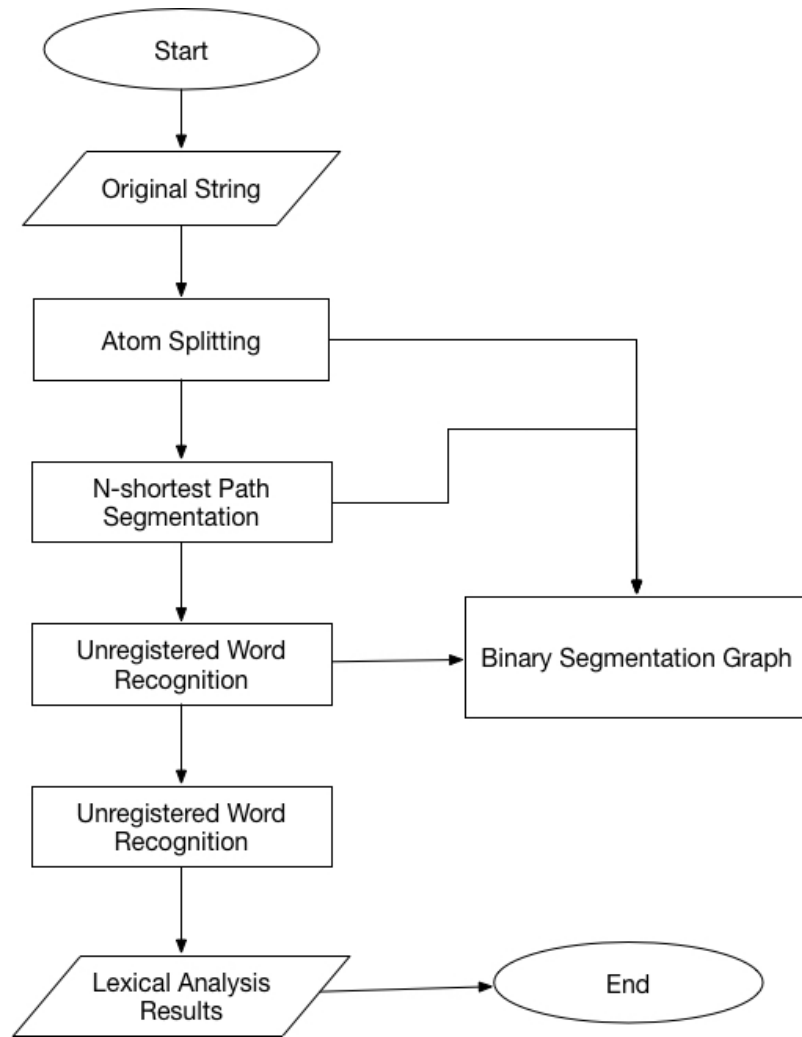 Start
Original String
Atom Splitting
N-shortest Path
Segmentation
Unregistered Word
Recognition
Binary Segmentation Graph
Unregistered Word
Recognition
Lexical Analysis
Results
End